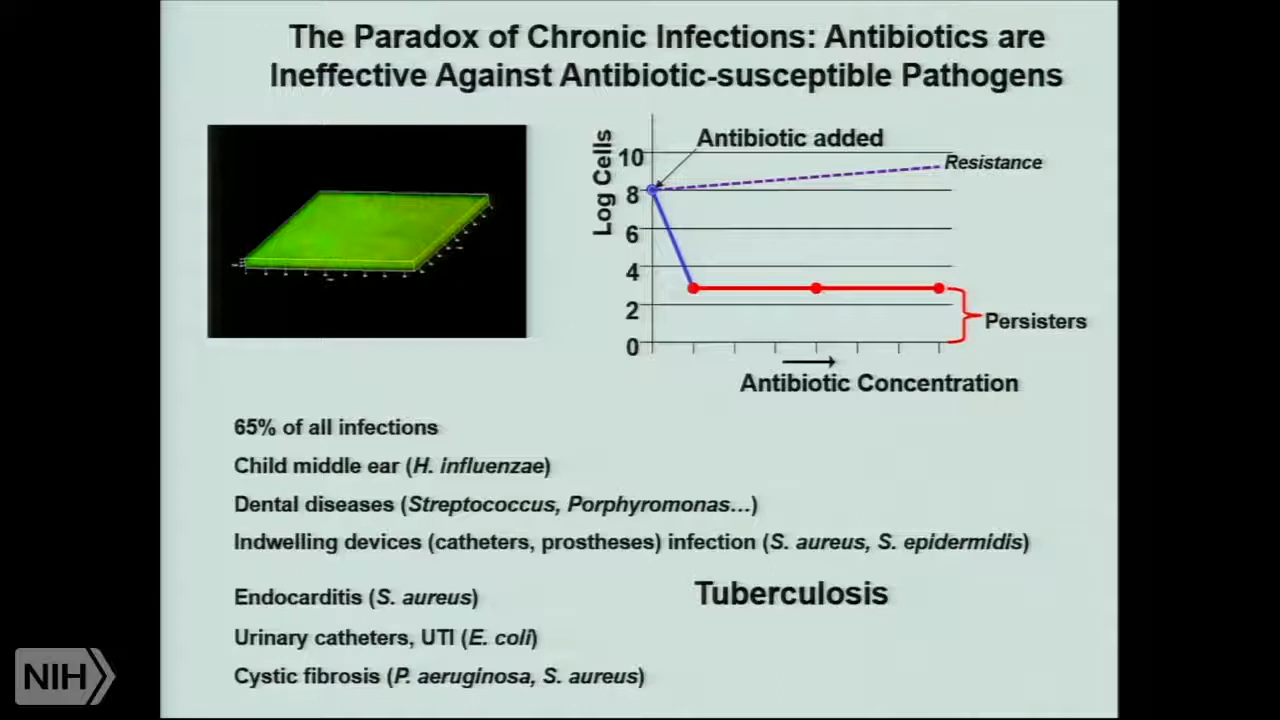 The Paradox of Chronic Infections: Antibiotics are
Ineffective Against Antibiotic-susceptible Pathogens
Log Cells
10
8
6
4
2
0
Antibiotic added
Resistance
Persisters
Antibiotic Concentration
65% of all infections
Child middle ear (H. influenzae)
Dental diseases (Streptococcus, Porphyromonas...)
Indwelling devices (catheters, prostheses) infection (S. aureus, S. epidermidis)
Endocarditis (S. aureus)
Tuberculosis
Urinary catheters, UTI (E. coli)
Cystic fibrosis (P. aeruginosa, S. aureus)
NIH